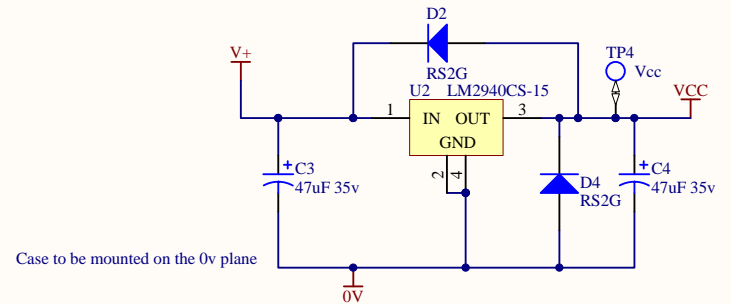 D2
V+
TP4
Vcc
RS2G
U2 LM2940CS-15
VCC
1
IN OUT
3
GND
2
4
C3
47uF 35v
D4
RS2G
C4
47uF 35v
Case to be mounted on the 0v plane
0V